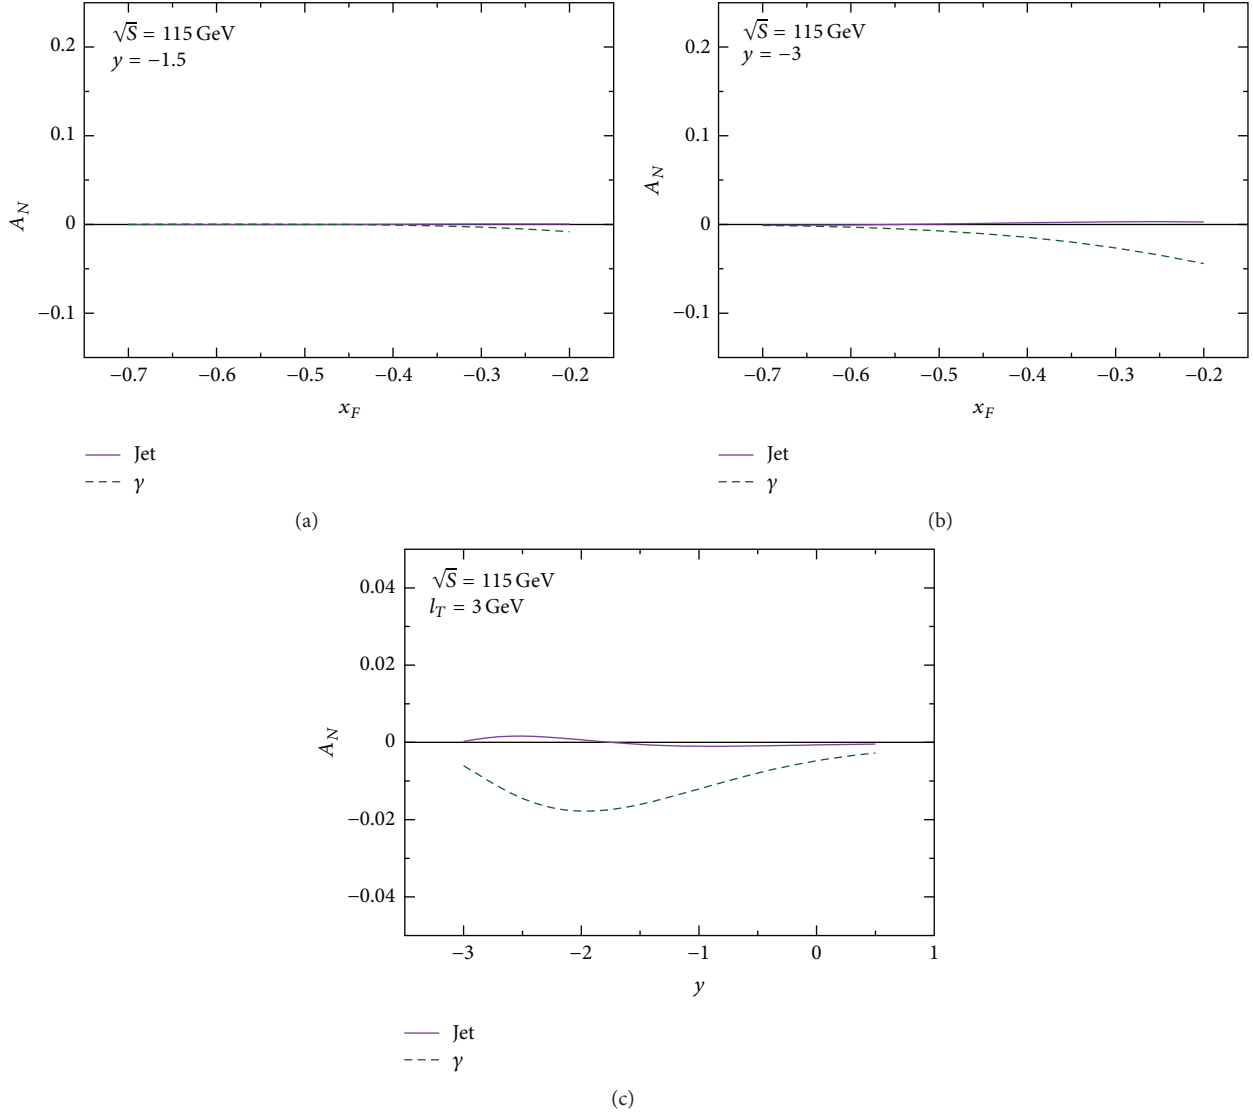 √S = 115 GeV
y = −1.5
A_N
0.2
0.1
0
−0.1
−0.7 −0.6 −0.5 −0.4 −0.3 −0.2
x_F
Jet
γ
(a)
√S = 115 GeV
y = −3
A_N
0.2
0.1
0
−0.1
−0.7 −0.6 −0.5 −0.4 −0.3 −0.2
x_F
Jet
γ
(b)
√S = 115 GeV
l_T = 3 GeV
A_N
0.04
0.02
0
−0.02
−0.04
−3 −2 −1 0 1
y
Jet
γ
(c)